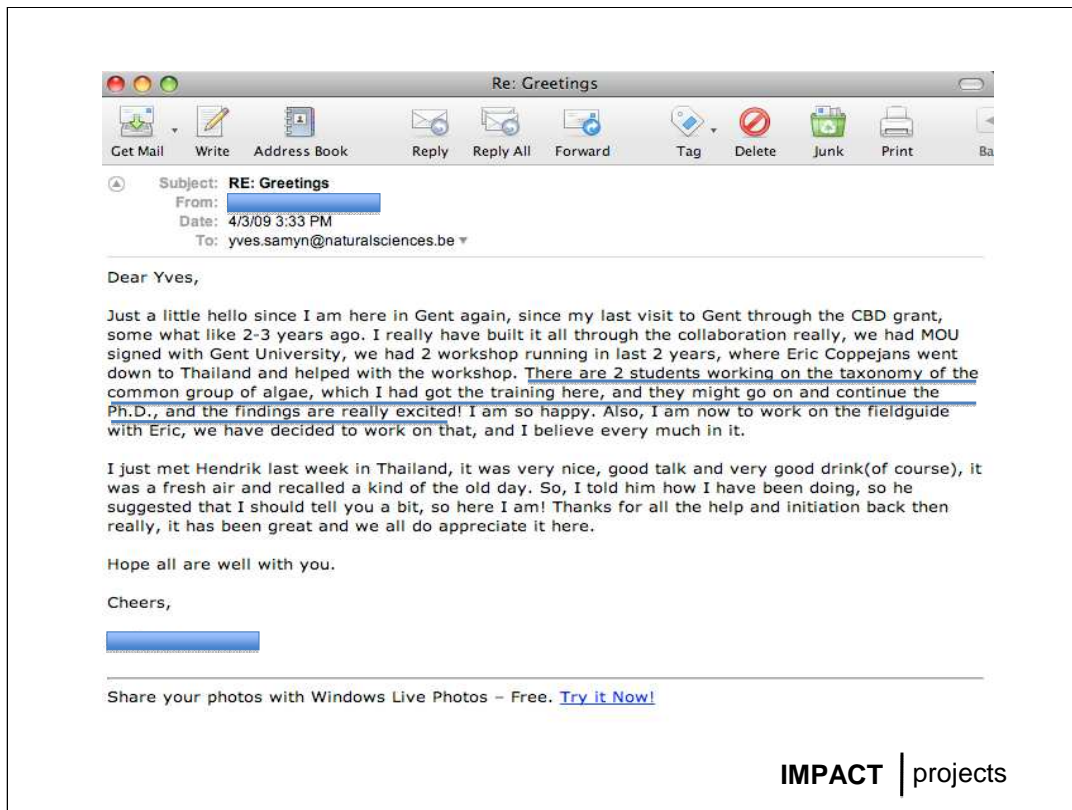 Re: Greetings
Get Mail Write Address Book Reply Reply All Forward Tag Delete Junk Print Ba
Subject: RE: Greetings
From:
Date: 4/3/09 3:33 PM
To: yves.samyn@naturalsciences.be
Dear Yves,
Just a little hello since I am here in Gent again, since my last visit to Gent through the CBD grant,
some what like 2-3 years ago. I really have built it all through the collaboration really, we had MOU
signed with Gent University, we had 2 workshop running in last 2 years, where Eric Coppejans went
down to Thailand and helped with the workshop. There are 2 students working on the taxonomy of the
common group of algae, which I had got the training here, and they might go on and continue the
Ph.D., and the findings are really excited! I am so happy. Also, I am now to work on the fieldguide
with Eric, we have decided to work on that, and I believe every much in it.
I just met Hendrik last week in Thailand, it was very nice, good talk and very good drink(of course), it
was a fresh air and recalled a kind of the old day. So, I told him how I have been doing, so he
suggested that I should tell you a bit, so here I am! Thanks for all the help and initiation back then
really, it has been great and we all do appreciate it here.
Hope all are well with you.
Cheers,
Share your photos with Windows Live Photos – Free. Try it Now!
IMPACT | projects